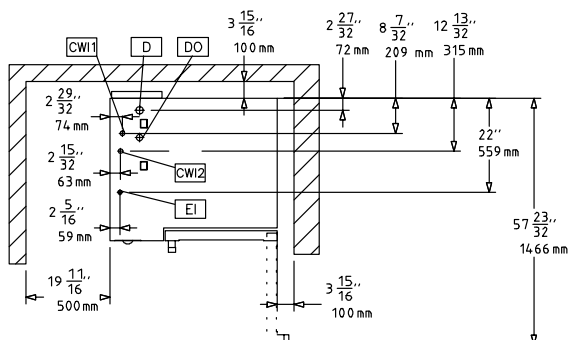 3 15/16"
100 mm
2 27/32"
72 mm
8 7/32"
209 mm
12 13/32"
315 mm
CWI1
D
DO
2 29/32"
74 mm
2 15/32"
63 mm
CWI2
2 5/16"
59 mm
EI
22"
559 mm
57 23/32"
1466 mm
19 11/16"
500 mm
3 15/16"
100 mm